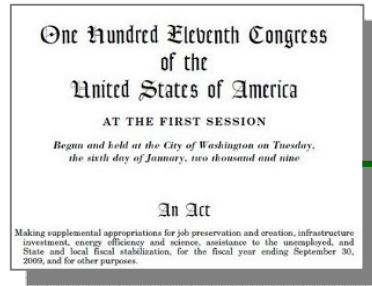 One Hundred Eleventh Congress
of the
United States of America
AT THE FIRST SESSION
Begun and held at the City of Washington on Tuesday,
the sixth day of January, two thousand and nine
An Act
Making supplemental appropriations for job preservation and creation, infrastructure
investment, energy efficiency and science, assistance to the unemployed, and
State and local fiscal stabilization, for the fiscal year ending September 30,
2009, and for other purposes.